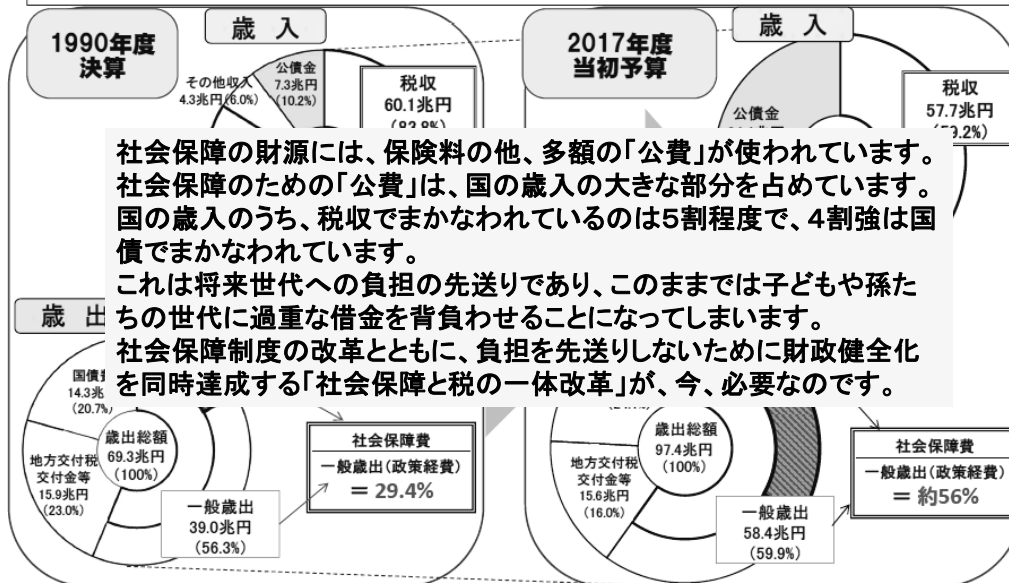 1990年度
決算
歳 入
その他収入
4.3兆円(6.0%)
公債金
7.3兆円
(10.2%)
税収
60.1兆円
(83.8%)
2017年度
当初予算
歳 入
公債金
税収
57.7兆円
(59.2%)
社会保障の財源には、保険料の他、多額の「公費」が使われています。
社会保障のための「公費」は、国の歳入の大きな部分を占めています。
国の歳入のうち、税収でまかなわれているのは５割程度で、４割強は国
債でまかなわれています。
これは将来世代への負担の先送りであり、このままでは子どもや孫た
ちの世代に過重な借金を背負わせることになってしまいます。
社会保障制度の改革とともに、負担を先送りしないために財政健全化
を同時達成する「社会保障と税の一体改革」が、今、必要なのです。
歳 出
国債
14.3兆
(20.7%)
歳出総額
69.3兆円
(100%)
地方交付税
交付金等
15.9兆円
(23.0%)
一般歳出
39.0兆円
(56.3%)
社会保障費
一般歳出(政策経費)
＝ 29.4%
歳出総額
97.4兆円
(100%)
地方交付税
交付金等
15.6兆円
(16.0%)
一般歳出
58.4兆円
(59.9%)
社会保障費
一般歳出(政策経費)
＝ 約56%